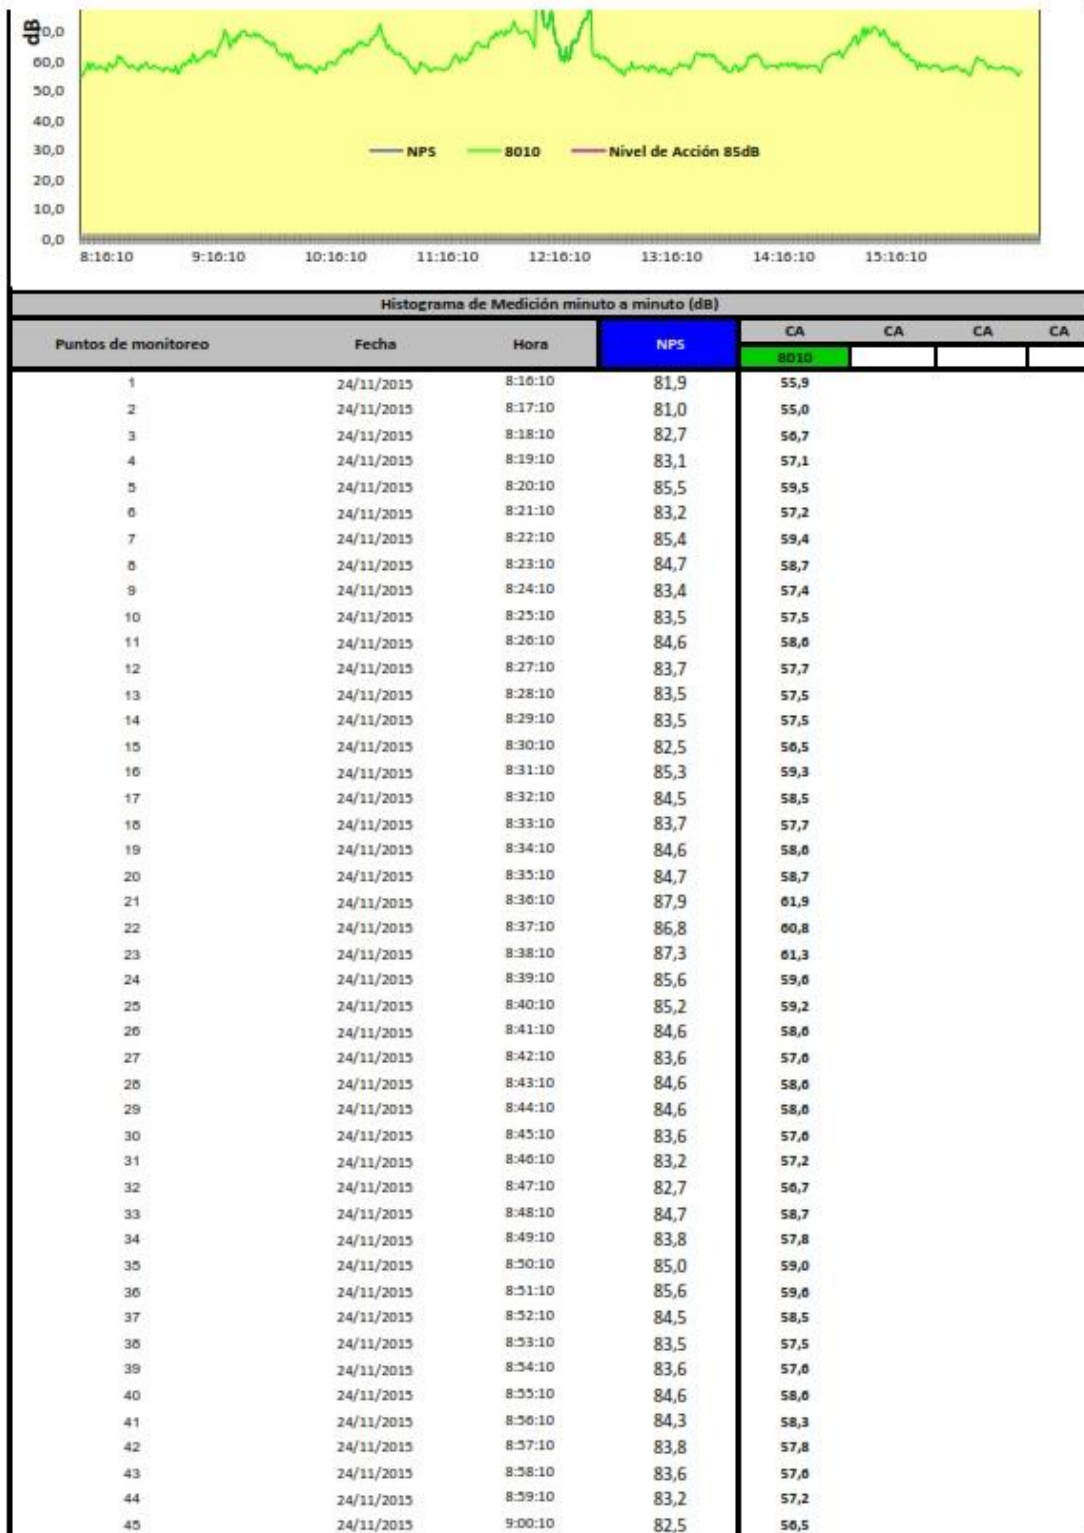 dB
70,0
60,0
50,0
40,0
30,0
20,0
10,0
0,0
NPS 8010 Nivel de Acción 85dB
8:16:10 9:16:10 10:16:10 11:16:10 12:16:10 13:16:10 14:16:10 15:16:10
Histograma de Medición minuto a minuto (dB)
Puntos de monitoreo Fecha Hora NPS CA CA CA CA
8010
1 24/11/2015 8:16:10 81,9 55,9
2 24/11/2015 8:17:10 81,0 55,0
3 24/11/2015 8:18:10 82,7 56,7
4 24/11/2015 8:19:10 83,1 57,1
5 24/11/2015 8:20:10 85,5 59,5
6 24/11/2015 8:21:10 83,2 57,2
7 24/11/2015 8:22:10 85,4 59,4
8 24/11/2015 8:23:10 84,7 58,7
9 24/11/2015 8:24:10 83,4 57,4
10 24/11/2015 8:25:10 83,5 57,5
11 24/11/2015 8:26:10 84,6 58,6
12 24/11/2015 8:27:10 83,7 57,7
13 24/11/2015 8:28:10 83,5 57,5
14 24/11/2015 8:29:10 83,5 57,5
15 24/11/2015 8:30:10 82,5 56,5
16 24/11/2015 8:31:10 85,3 59,3
17 24/11/2015 8:32:10 84,5 58,5
18 24/11/2015 8:33:10 83,7 57,7
19 24/11/2015 8:34:10 84,6 58,6
20 24/11/2015 8:35:10 84,7 58,7
21 24/11/2015 8:36:10 87,9 61,9
22 24/11/2015 8:37:10 86,8 60,8
23 24/11/2015 8:38:10 87,3 61,3
24 24/11/2015 8:39:10 85,6 59,6
25 24/11/2015 8:40:10 85,2 59,2
26 24/11/2015 8:41:10 84,6 58,6
27 24/11/2015 8:42:10 83,6 57,6
28 24/11/2015 8:43:10 84,6 58,6
29 24/11/2015 8:44:10 84,6 58,6
30 24/11/2015 8:45:10 83,6 57,6
31 24/11/2015 8:46:10 83,2 57,2
32 24/11/2015 8:47:10 82,7 56,7
33 24/11/2015 8:48:10 84,7 58,7
34 24/11/2015 8:49:10 83,8 57,8
35 24/11/2015 8:50:10 85,0 59,0
36 24/11/2015 8:51:10 85,6 59,6
37 24/11/2015 8:52:10 84,5 58,5
38 24/11/2015 8:53:10 83,5 57,5
39 24/11/2015 8:54:10 83,6 57,6
40 24/11/2015 8:55:10 84,6 58,6
41 24/11/2015 8:56:10 84,3 58,3
42 24/11/2015 8:57:10 83,8 57,8
43 24/11/2015 8:58:10 83,6 57,6
44 24/11/2015 8:59:10 83,2 57,2
45 24/11/2015 9:00:10 82,5 56,5